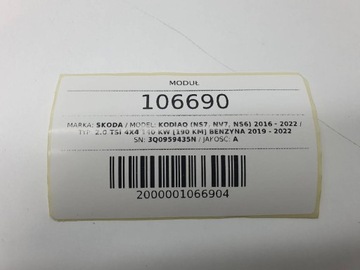 MODUŁ
106690
MARKA: SKODA / MODEL: KODIAQ (NS7, NV7, NS6) 2016 - 2022 /
TYP: 2.0 TSI 4X4 140 KW [190 KM] BENZYNA 2019 - 2022
SN: 3Q0959435N / JAKOŚĆ: A
2000001066904